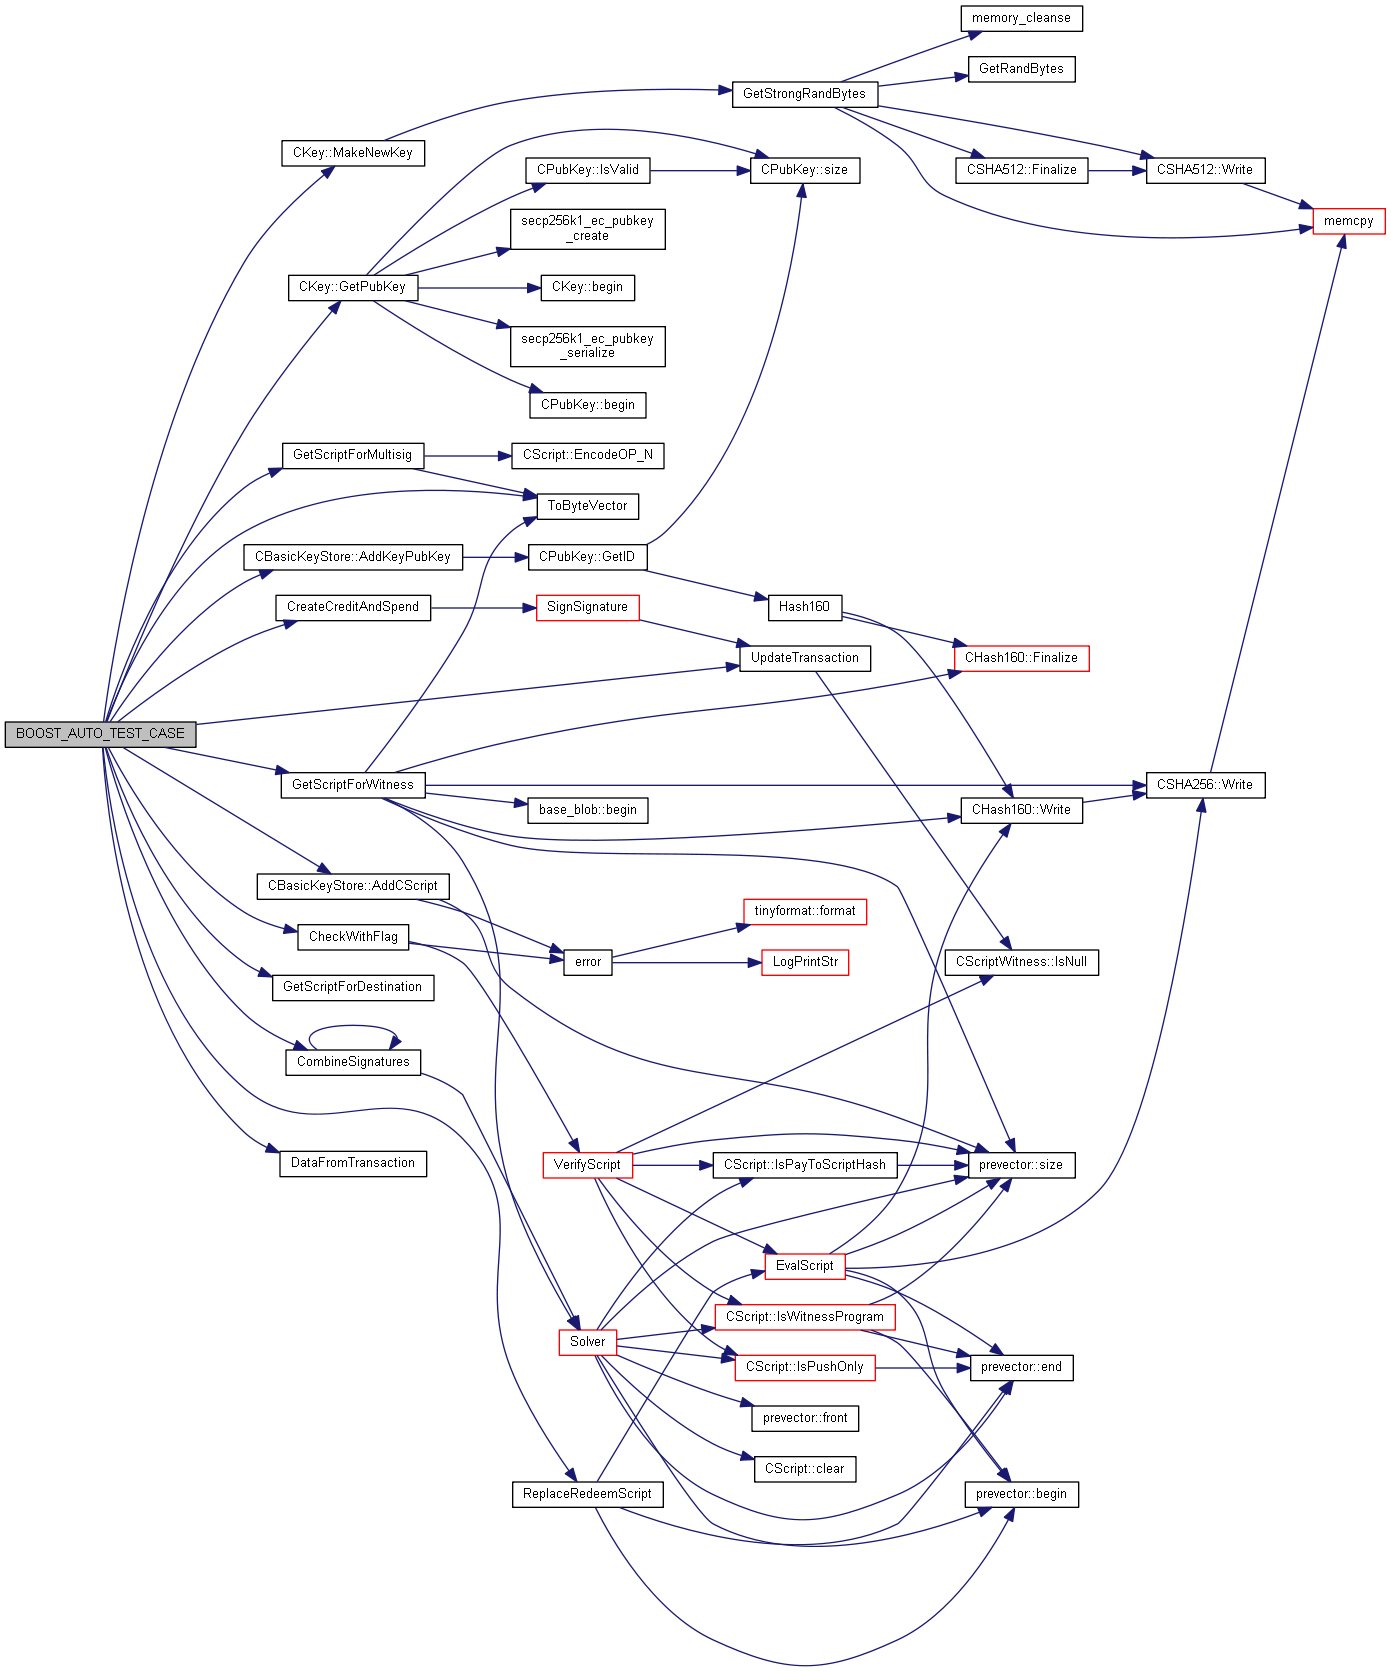 memory_cleanse
GetRandBytes
GetStrongRandBytes
CKey::MakeNewKey
CPubKey::IsValid
CPubKey::size
CSHA512::Finalize
CSHA512::Write
secp256k1_ec_pubkey
_create
memcpy
CKey::GetPubKey
CKey::begin
secp256k1_ec_pubkey
_serialize
CPubKey::begin
GetScriptForMultisig
CScript::EncodeOP_N
ToByteVector
CBasicKeyStore::AddKeyPubKey
CPubKey::GetID
CreateCreditAndSpend
SignSignature
Hash160
UpdateTransaction
CHash160::Finalize
BOOST_AUTO_TEST_CASE
GetScriptForWitness
base_blob::begin
CHash160::Write
CSHA256::Write
CBasicKeyStore::AddCScript
tinyformat::format
CheckWithFlag
error
LogPrintStr
CScriptWitness::IsNull
GetScriptForDestination
CombineSignatures
DataFromTransaction
VerifyScript
CScript::IsPayToScriptHash
prevector::size
EvalScript
CScript::IsWitnessProgram
Solver
CScript::IsPushOnly
prevector::end
prevector::front
CScript::clear
ReplaceRedeemScript
prevector::begin